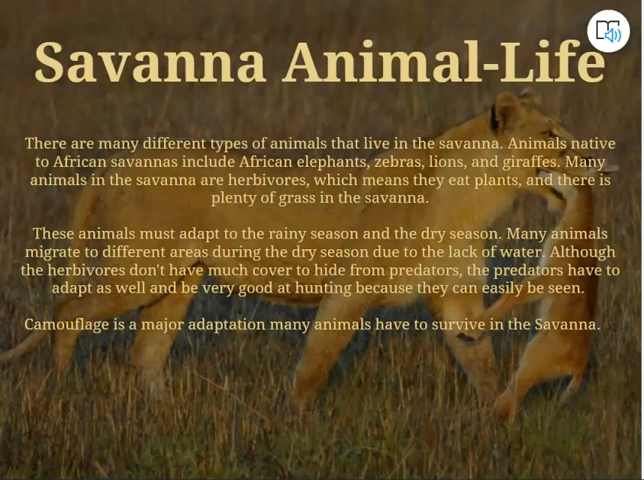 Savanna Animal-Life
There are many different types of animals that live in the savanna. Animals native
to African savannas include African elephants, zebras, lions, and giraffes. Many
animals in the savanna are herbivores, which means they eat plants, and there is
plenty of grass in the savanna.
These animals must adapt to the rainy season and the dry season. Many animals
migrate to different areas during the dry season due to the lack of water. Although
the herbivores don't have much cover to hide from predators, the predators have to
adapt as well and be very good at hunting because they can easily be seen.
Camouflage is a major adaptation many animals have to survive in the Savanna.